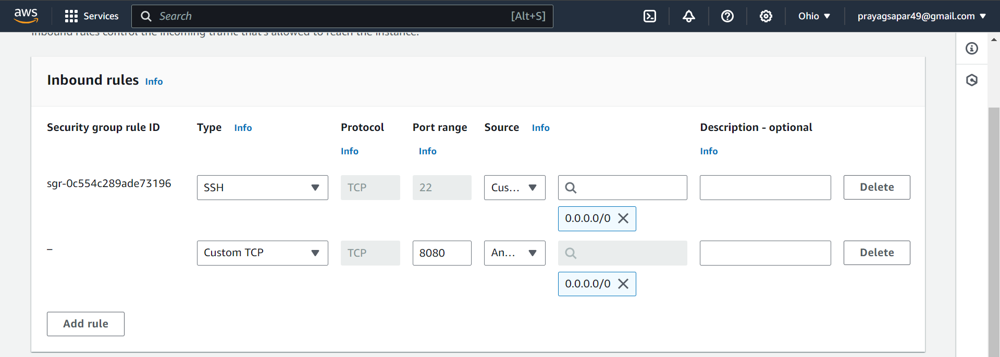 aws Services Search [Alt+S] Ohio prayagsapar49@gmail.com
Inbound rules control the incoming traffic that's allowed to reach the instance.
Inbound rules Info
Security group rule ID Type Info Protocol Port range Source Info Description - optional
Info Info Info
sgr-0c554c289ade73196 SSH TCP 22 Cus... Delete
0.0.0.0/0
– Custom TCP TCP 8080 An... Delete
0.0.0.0/0
Add rule